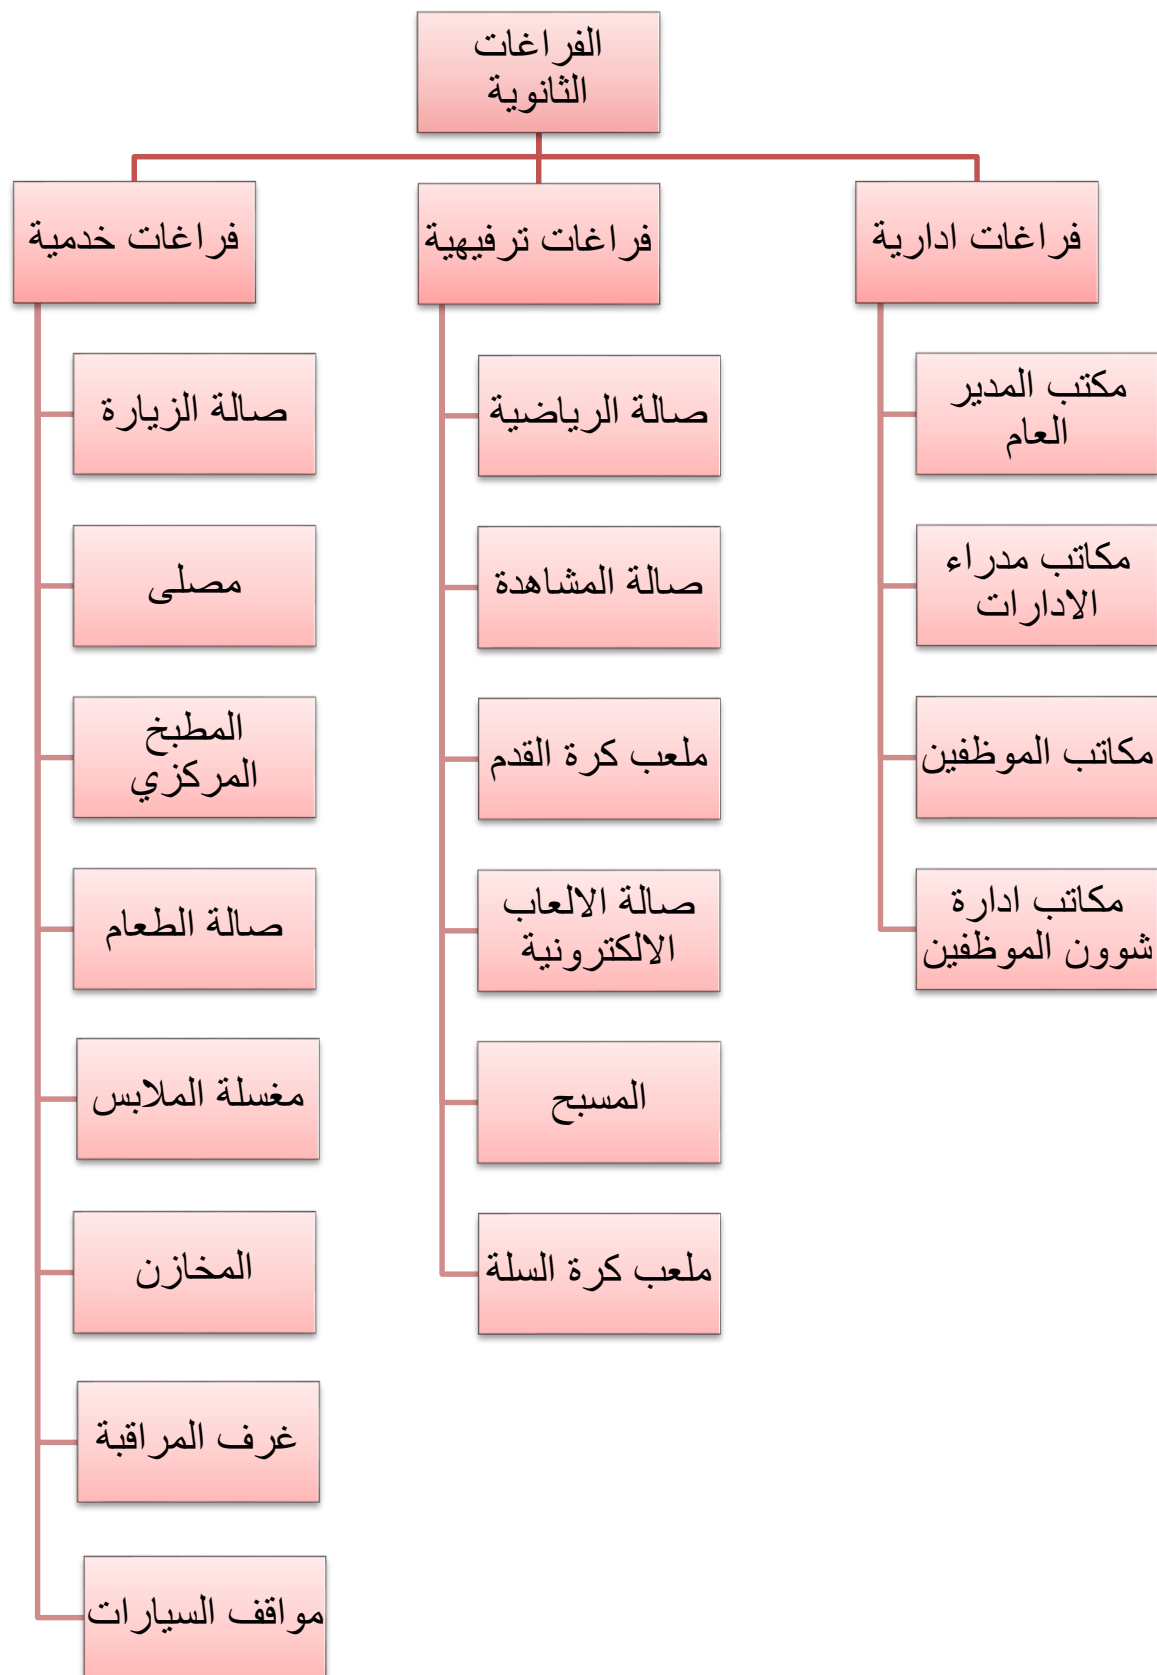 الفراغات
الثانوية
فراغات ادارية
فراغات ترفيهية
فراغات خدمية
مكتب المدير
العام
مكاتب مدراء
الادارات
مكاتب الموظفين
مكاتب ادارة
شوون الموظفين
صالة الرياضية
صالة المشاهدة
ملعب كرة القدم
صالة الالعاب
الالكترونية
المسبح
ملعب كرة السلة
صالة الزيارة
مصلى
المطبخ
المركزي
صالة الطعام
مغسلة الملابس
المخازن
غرف المراقبة
مواقف السيارات